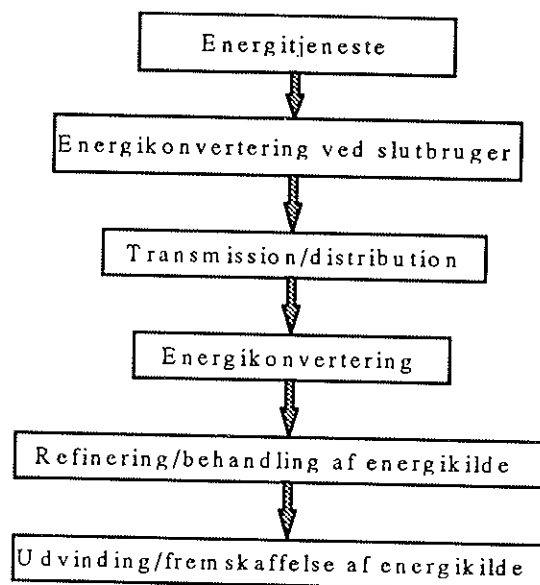 Energitjeneste
Energikonvertering ved slutbruger
Transmission/distribution
Energikonvertering
Refinering/behandling af energikilde
Udvinding/fremskaffelse af energikilde